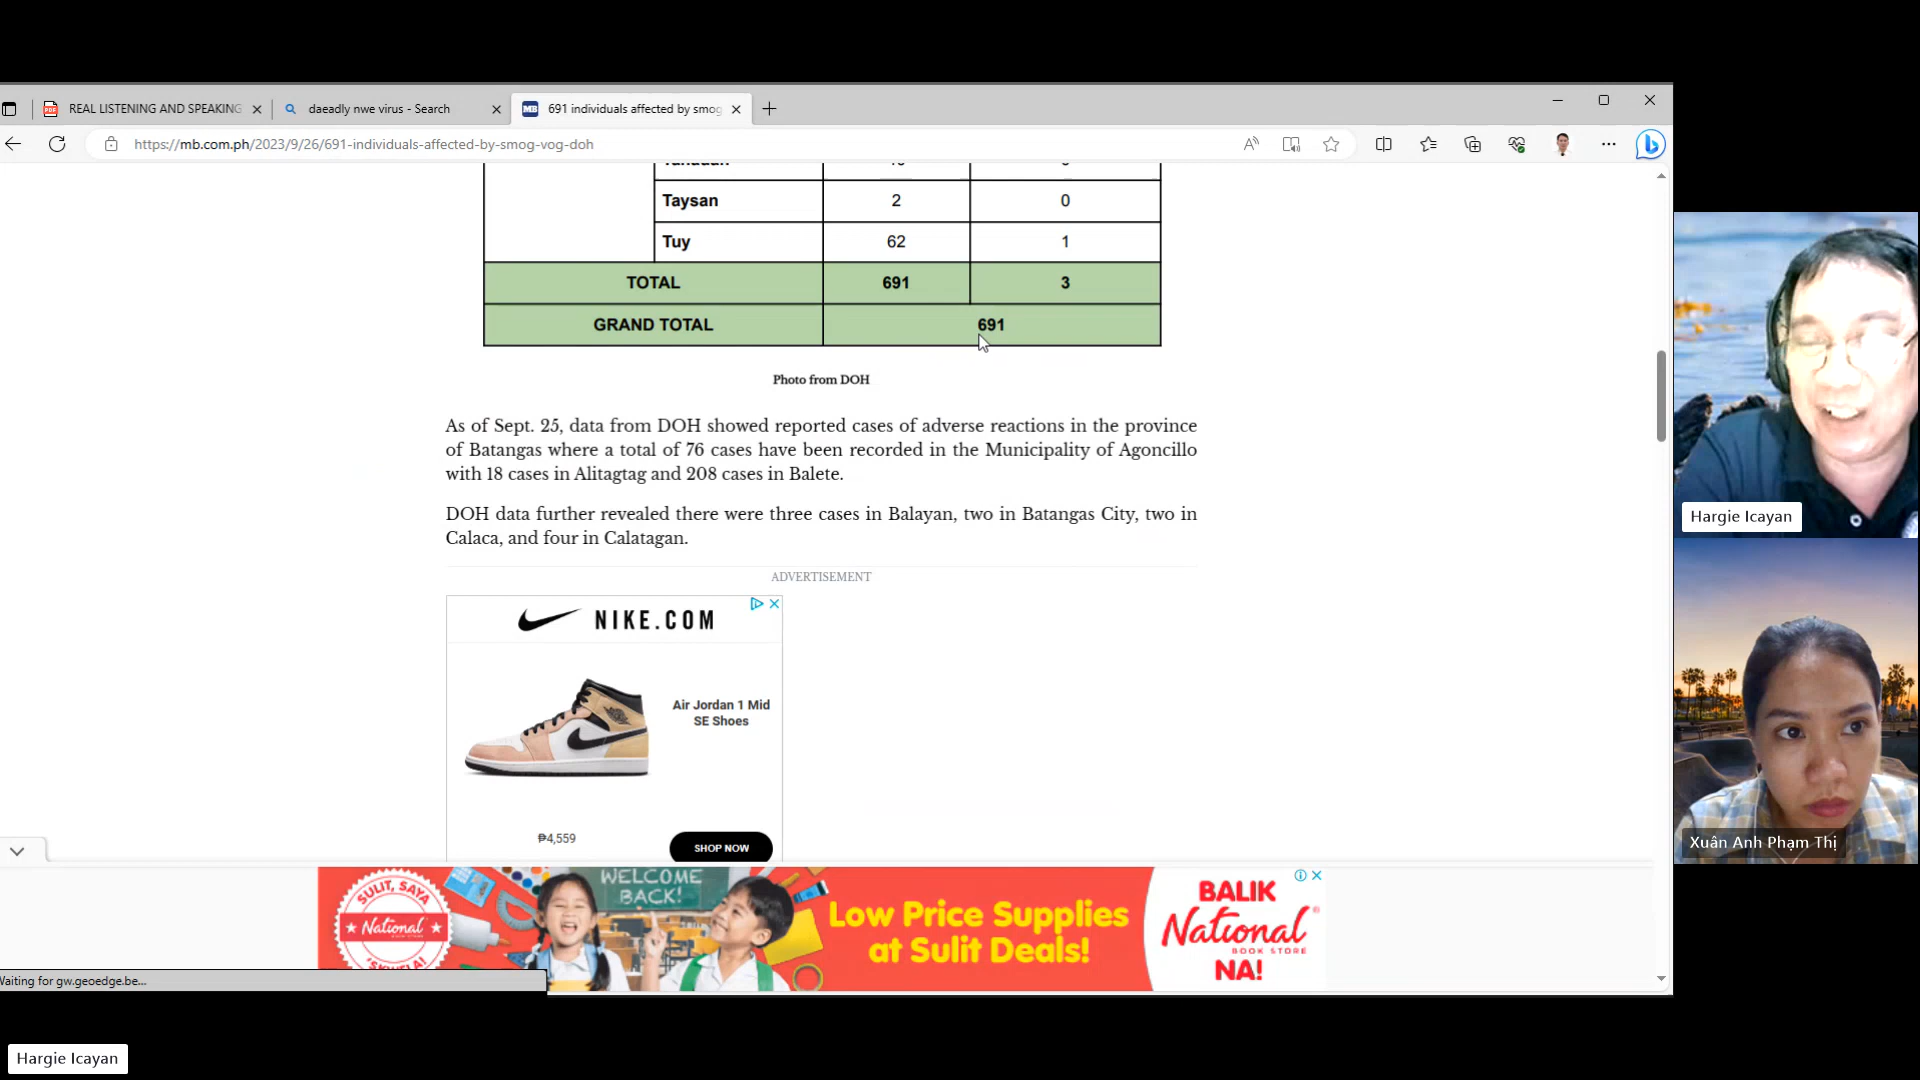 REAL LISTENING AND SPEAKING
daeadly nwe virus - Search
MB
691 individuals affected by smog
https://mb.com.ph/2023/9/26/691-individuals-affected-by-smog-vog-doh
Taysan 2 0
Tuy 62 1
TOTAL 691 3
GRAND TOTAL 691
Photo from DOH
As of Sept. 25, data from DOH showed reported cases of adverse reactions in the province
of Batangas where a total of 76 cases have been recorded in the Municipality of Agoncillo
with 18 cases in Alitagtag and 208 cases in Balete.
DOH data further revealed there were three cases in Balayan, two in Batangas City, two in
Calaca, and four in Calatagan.
ADVERTISEMENT
NIKE.COM
Air Jordan 1 Mid
SE Shoes
₱4,559
SHOP NOW
SULIT, SAYA
National
WELCOME
BACK!
Low Price Supplies
at Sulit Deals!
BALIK
National
BOOK STORE
NA!
Waiting for gw.geoedge.be...
Hargie Icayan
Xuân Anh Phạm Thị
Hargie Icayan